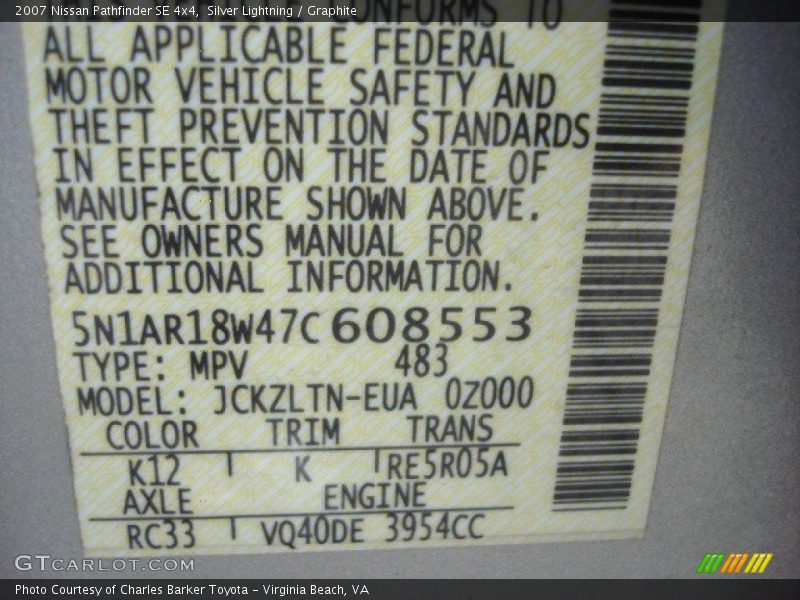 2007 Nissan Pathfinder SE 4x4, Silver Lightning / Graphite
CONFORMS TO
ALL APPLICABLE FEDERAL
MOTOR VEHICLE SAFETY AND
THEFT PREVENTION STANDARDS
IN EFFECT ON THE DATE OF
MANUFACTURE SHOWN ABOVE.
SEE OWNERS MANUAL FOR
ADDITIONAL INFORMATION.
5N1AR18W47C608553
TYPE: MPV 483
MODEL: JCKZLTN-EUA 0Z000
COLOR TRIM TRANS
K12 K RE5R05A
AXLE ENGINE
RC33 VQ40DE 3954CC
GTCARLOT.COM
Photo Courtesy of Charles Barker Toyota - Virginia Beach, VA